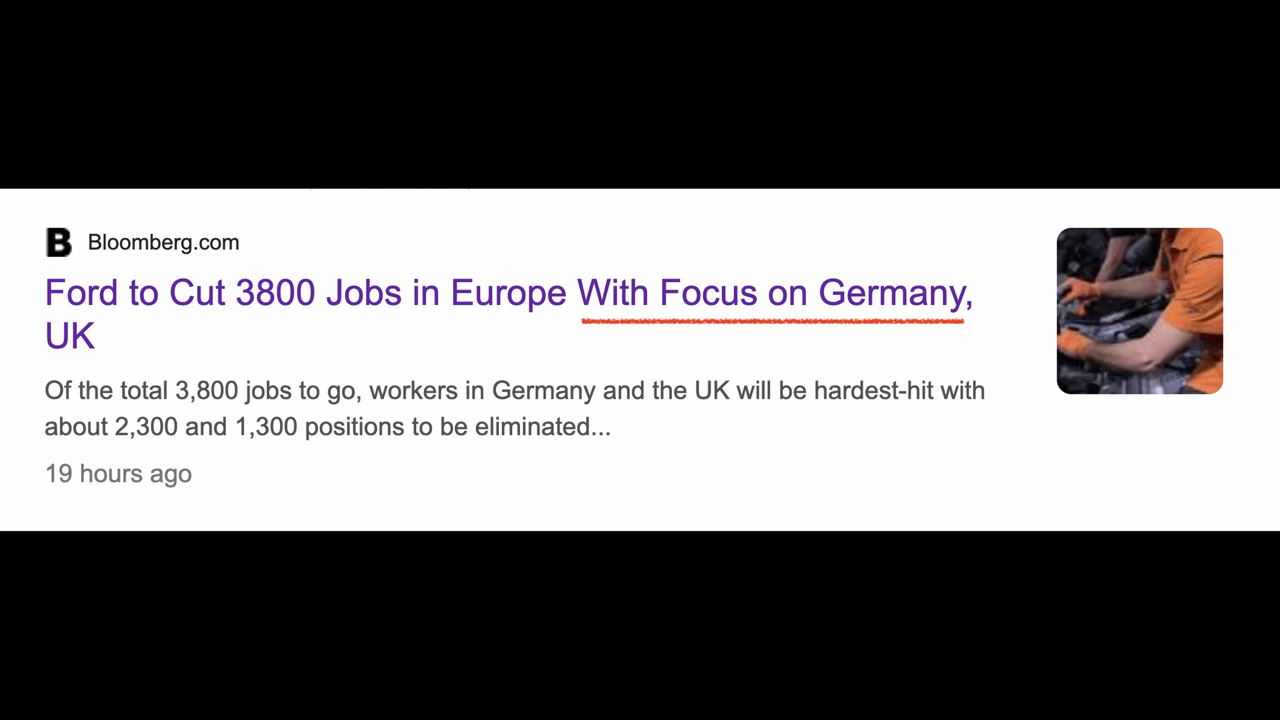 B Bloomberg.com
Ford to Cut 3800 Jobs in Europe With Focus on Germany,
UK
Of the total 3,800 jobs to go, workers in Germany and the UK will be hardest-hit with
about 2,300 and 1,300 positions to be eliminated...
19 hours ago